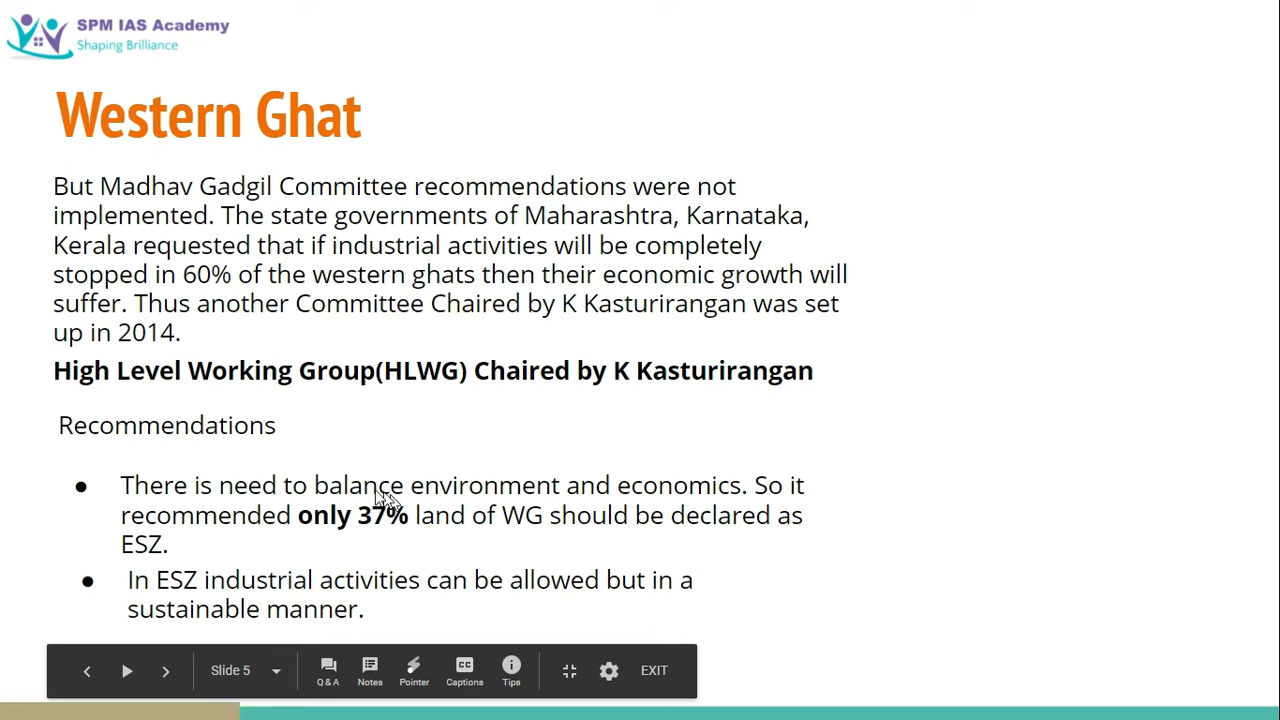 SPM IAS Academy
Shaping Brilliance
Western Ghat
But Madhav Gadgil Committee recommendations were not
implemented. The state governments of Maharashtra, Karnataka,
Kerala requested that if industrial activities will be completely
stopped in 60% of the western ghats then their economic growth will
suffer. Thus another Committee Chaired by K Kasturirangan was set
up in 2014.
High Level Working Group(HLWG) Chaired by K Kasturirangan
Recommendations
● There is need to balance environment and economics. So it
recommended only 37% land of WG should be declared as
ESZ.
● In ESZ industrial activities can be allowed but in a
sustainable manner.
Slide 5
Q & A Notes Pointer Captions Tips EXIT